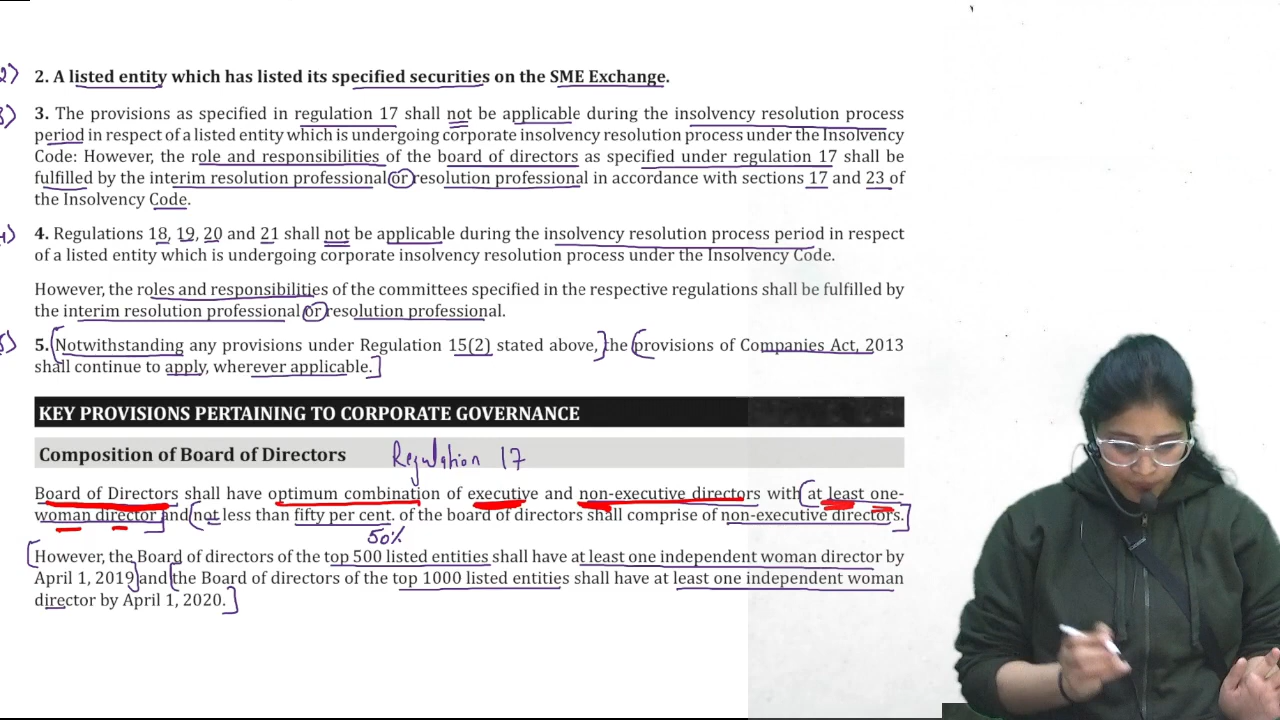 2) 2. A listed entity which has listed its specified securities on the SME Exchange.
3) 3. The provisions as specified in regulation 17 shall not be applicable during the insolvency resolution process
period in respect of a listed entity which is undergoing corporate insolvency resolution process under the Insolvency
Code: However, the role and responsibilities of the board of directors as specified under regulation 17 shall be
fulfilled by the interim resolution professional or resolution professional in accordance with sections 17 and 23 of
the Insolvency Code.
4) 4. Regulations 18, 19, 20 and 21 shall not be applicable during the insolvency resolution process period in respect
of a listed entity which is undergoing corporate insolvency resolution process under the Insolvency Code.
However, the roles and responsibilities of the committees specified in the respective regulations shall be fulfilled by
the interim resolution professional or resolution professional.
5) 5. Notwithstanding any provisions under Regulation 15(2) stated above, the provisions of Companies Act, 2013
shall continue to apply, wherever applicable.
KEY PROVISIONS PERTAINING TO CORPORATE GOVERNANCE
Composition of Board of Directors Regulation 17
Board of Directors shall have optimum combination of executive and non-executive directors with at least one-
woman director and not less than fifty per cent. of the board of directors shall comprise of non-executive directors.
50%
However, the Board of directors of the top 500 listed entities shall have at least one independent woman director by
April 1, 2019 and the Board of directors of the top 1000 listed entities shall have at least one independent woman
director by April 1, 2020.